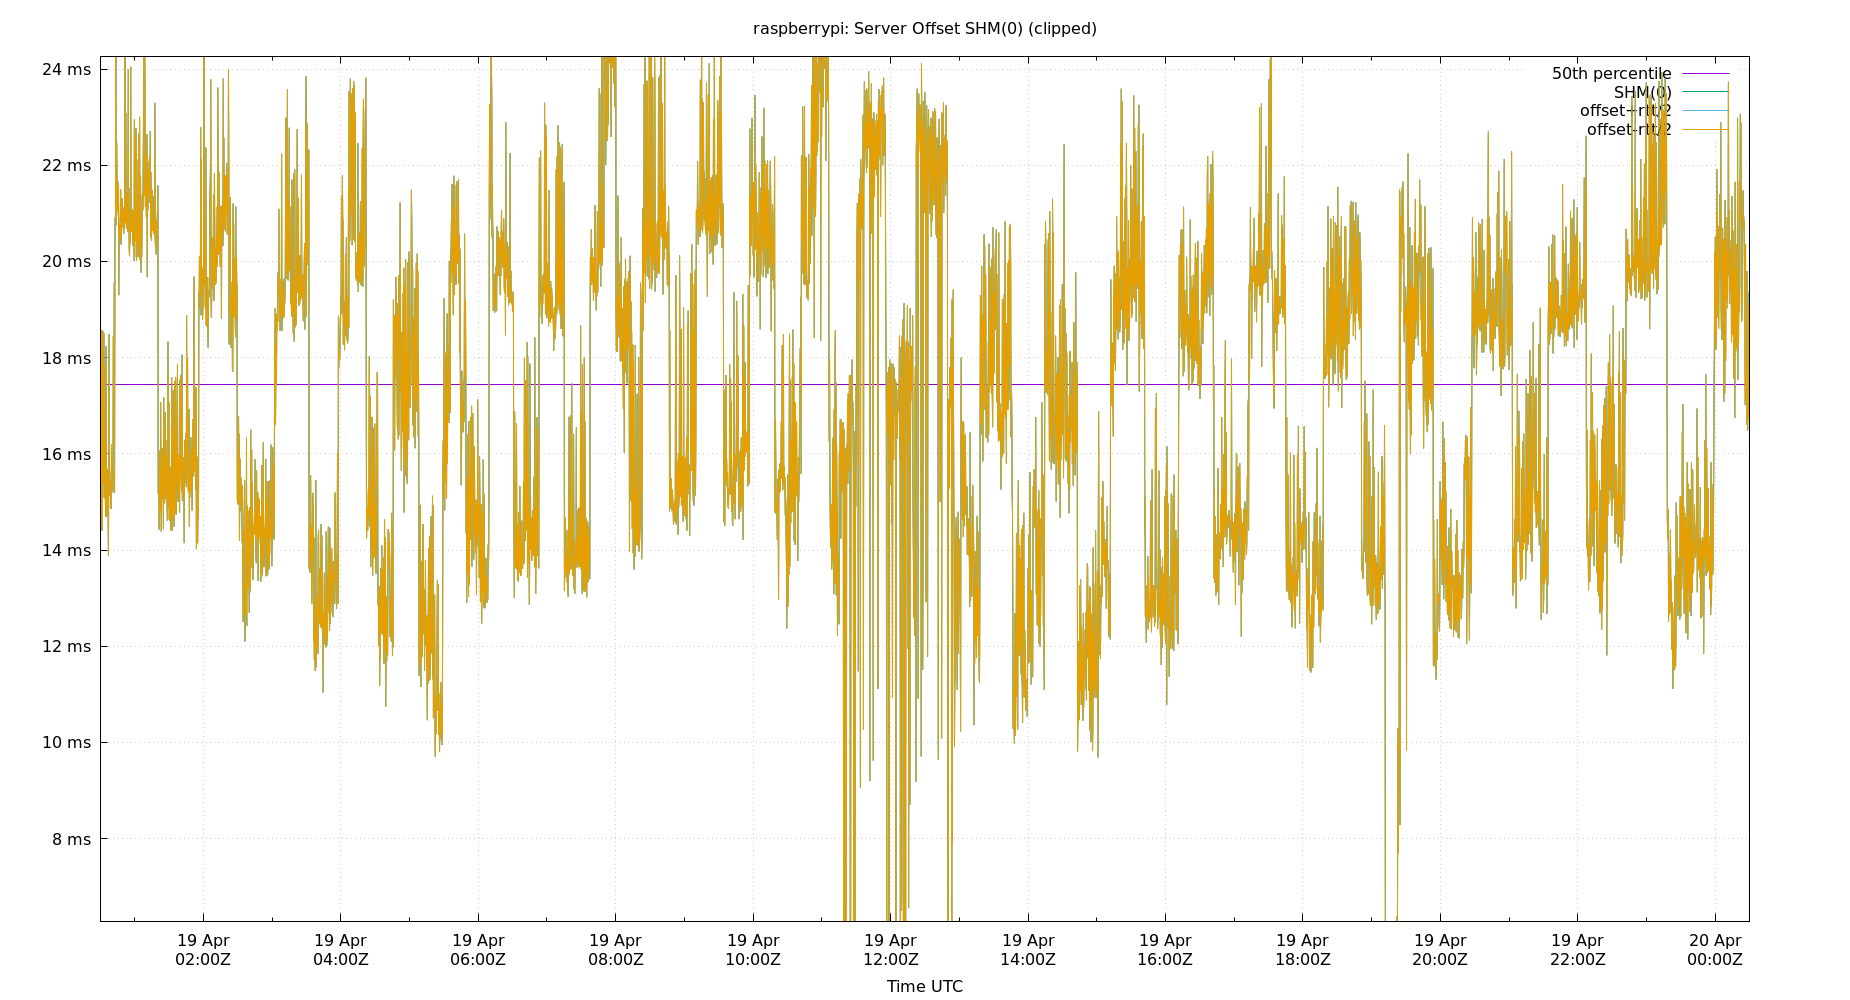 raspberrypi: Server Offset SHM(0) (clipped)
24 ms
22 ms
20 ms
18 ms
16 ms
14 ms
12 ms
10 ms
8 ms
50th percentile
SHM(0)
offset-rtt/2
19 Apr 02:00Z
19 Apr 04:00Z
19 Apr 06:00Z
19 Apr 08:00Z
19 Apr 10:00Z
19 Apr 12:00Z
19 Apr 14:00Z
19 Apr 16:00Z
19 Apr 18:00Z
19 Apr 20:00Z
19 Apr 22:00Z
20 Apr 00:00Z
Time UTC